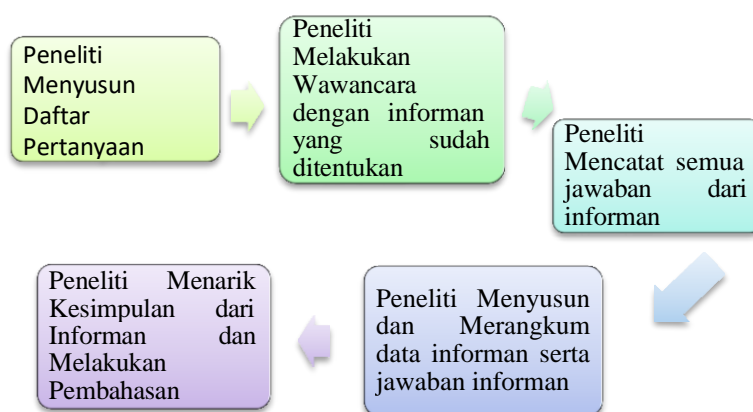 Peneliti
Menyusun
Daftar
Pertanyaan
Peneliti
Melakukan
Wawancara
dengan informan
yang sudah
ditentukan
Peneliti
Mencatat semua
jawaban dari
informan
Peneliti Menyusun
dan Merangkum
data informan serta
jawaban informan
Peneliti Menarik
Kesimpulan dari
Informan dan
Melakukan
Pembahasan